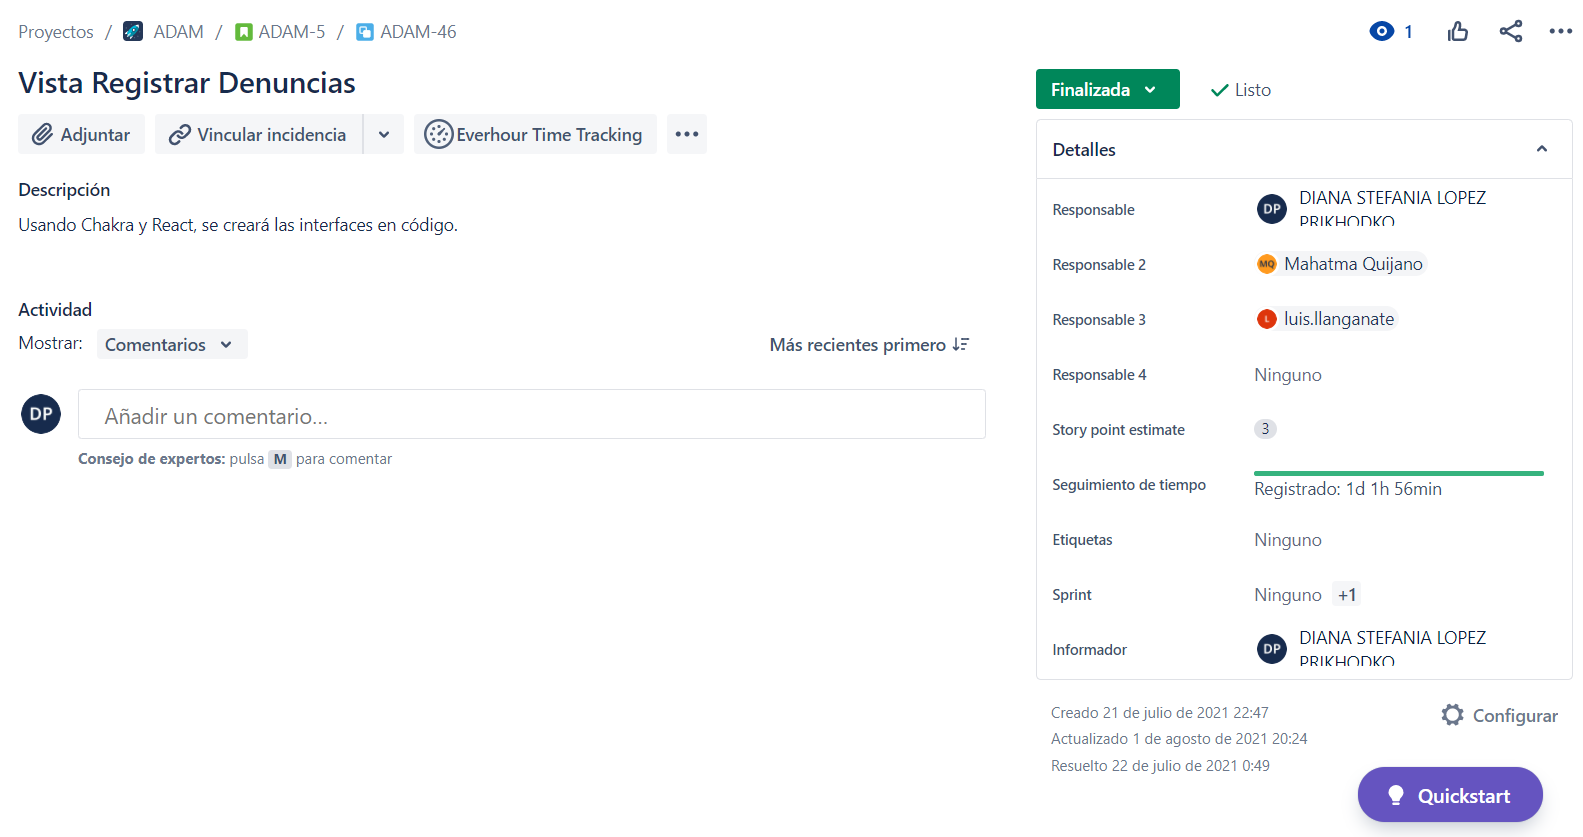 Proyectos / ADAM / ADAM-5 / ADAM-46
1
Vista Registrar Denuncias
Adjuntar
Vincular incidencia
Everhour Time Tracking
Descripción
Usando Chakra y React, se creará las interfaces en código.
Actividad
Mostrar: Comentarios
Más recientes primero
DP
Añadir un comentario...
Consejo de expertos: pulsa M para comentar
Finalizada
Listo
Detalles
Responsable DP DIANA STEFANIA LOPEZ
PRIKHODKO
Responsable 2 MQ Mahatma Quijano
Responsable 3 L luis.llanganate
Responsable 4 Ninguno
Story point estimate 3
Seguimiento de tiempo Registrado: 1d 1h 56min
Etiquetas Ninguno
Sprint Ninguno +1
Informador DP DIANA STEFANIA LOPEZ
PRIKHODKO
Creado 21 de julio de 2021 22:47
Configurar
Actualizado 1 de agosto de 2021 20:24
Resuelto 22 de julio de 2021 0:49
Quickstart